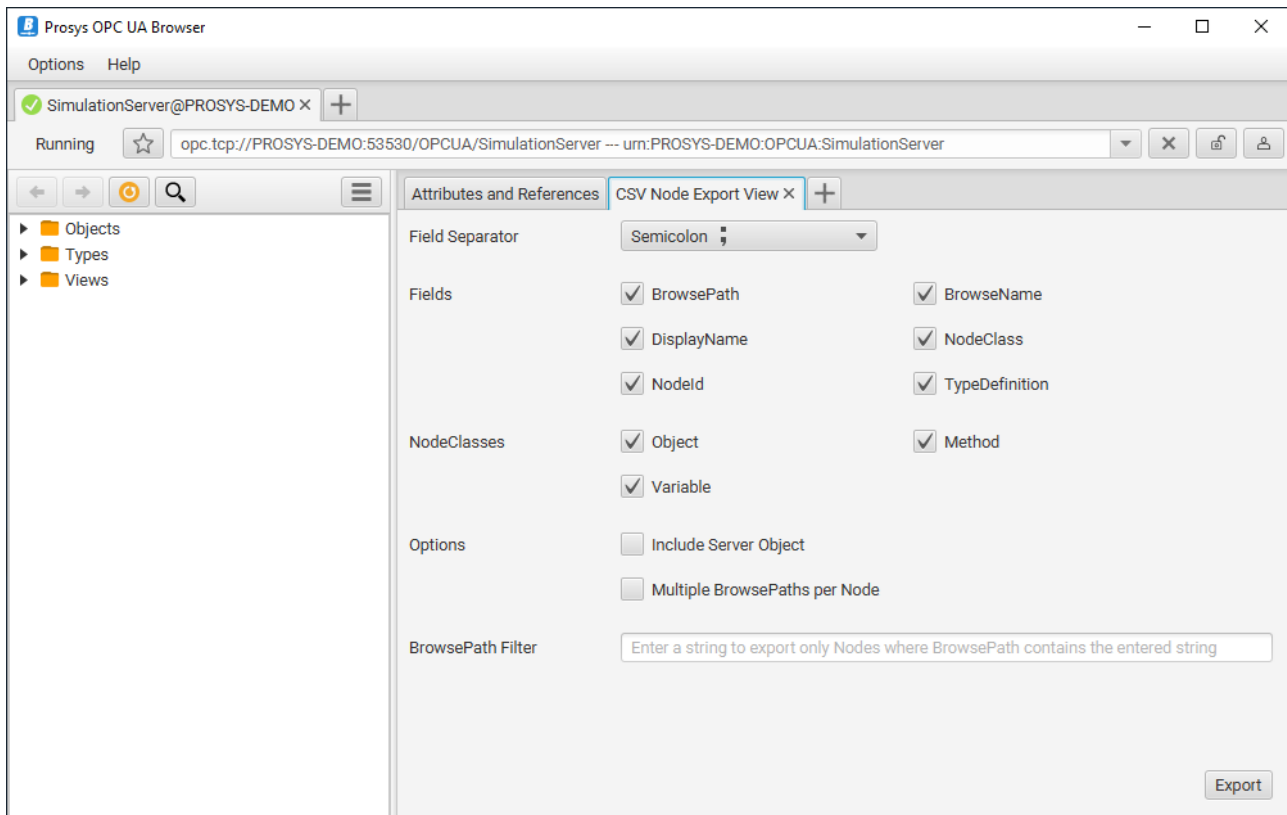 Prosys OPC UA Browser
Options Help
SimulationServer@PROSYS-DEMO
Running opc.tcp://PROSYS-DEMO:53530/OPCUA/SimulationServer --- urn:PROSYS-DEMO:OPCUA:SimulationServer
Objects
Types
Views
Attributes and References CSV Node Export View
Field Separator Semicolon ;
Fields BrowsePath BrowseName
DisplayName NodeClass
NodeId TypeDefinition
NodeClasses Object Method
Variable
Options Include Server Object
Multiple BrowsePaths per Node
BrowsePath Filter Enter a string to export only Nodes where BrowsePath contains the entered string
Export